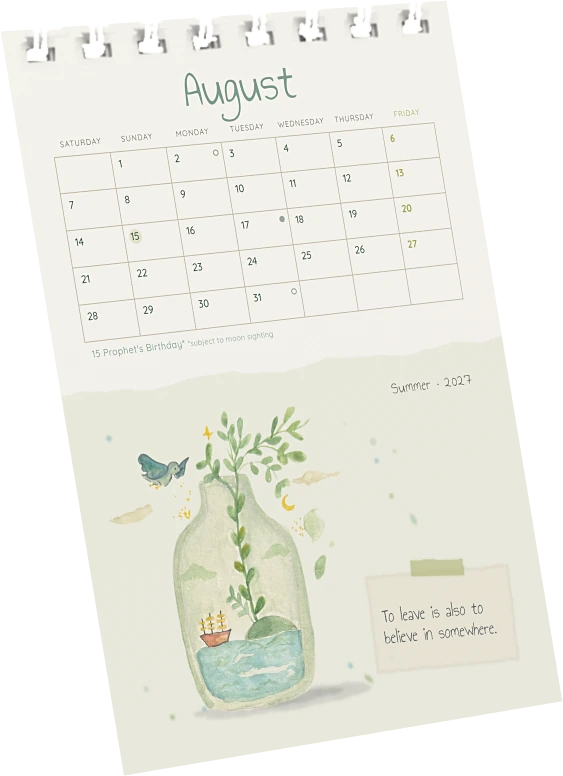 August
SATURDAY SUNDAY MONDAY TUESDAY WEDNESDAY THURSDAY FRIDAY
1 2 3 4 5 6
7 8 9 10 11 12 13
14 15 16 17 18 19 20
21 22 23 24 25 26 27
28 29 30 31
15 Prophet's Birthday* *subject to moon sighting
Summer · 2027
To leave is also to
believe in somewhere.